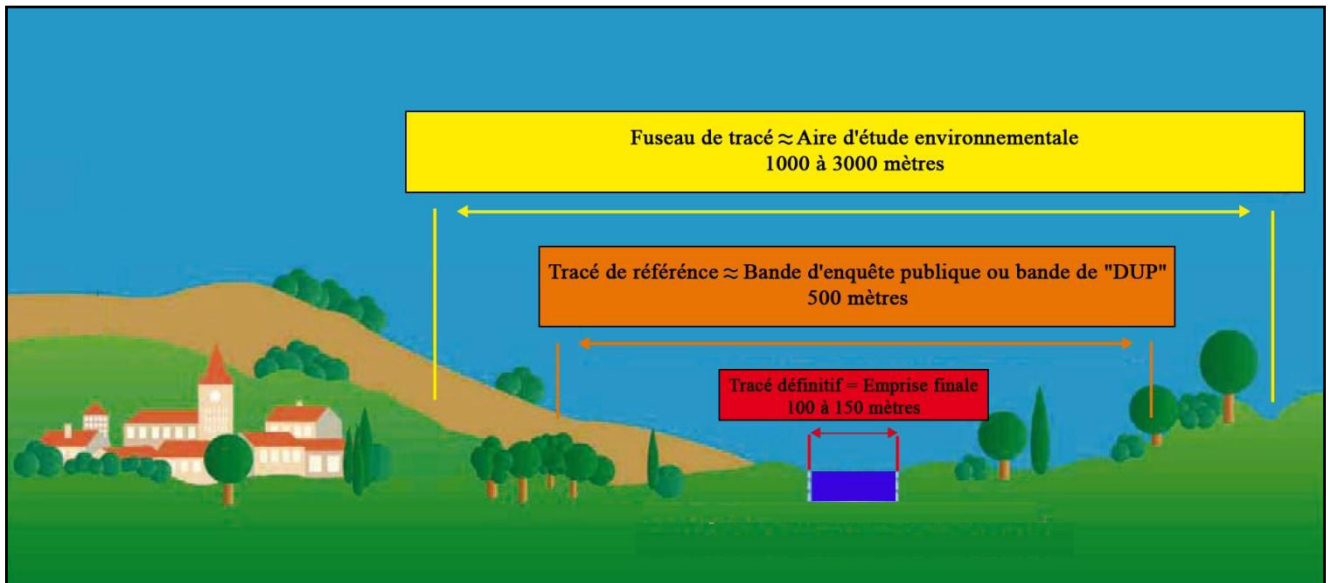 Fuseau de tracé ≈ Aire d'étude environnementale
1000 à 3000 mètres
Tracé de référénce ≈ Bande d'enquête publique ou bande de "DUP"
500 mètres
Tracé définitif = Emprise finale
100 à 150 mètres